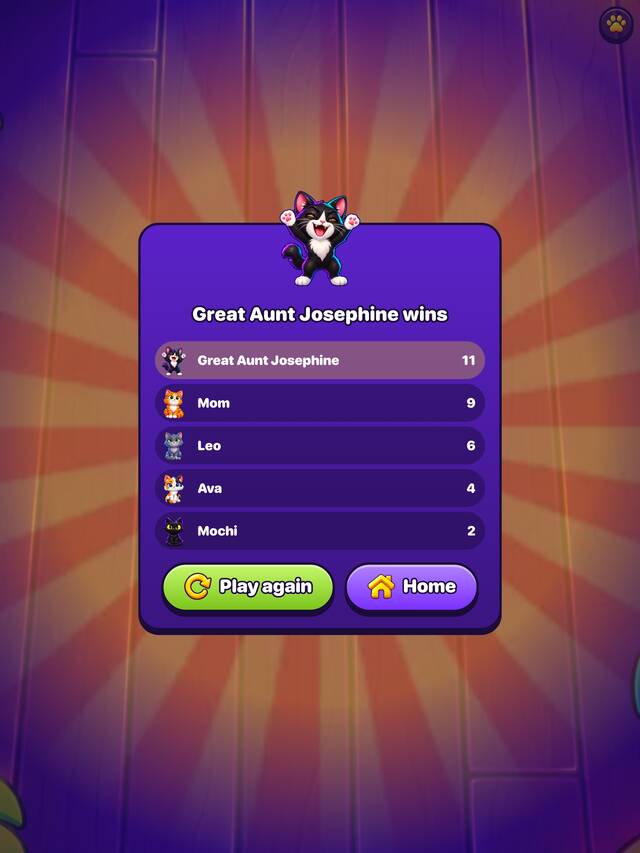 Great Aunt Josephine wins
Great Aunt Josephine 11
Mom 9
Leo 6
Ava 4
Mochi 2
Play again Home